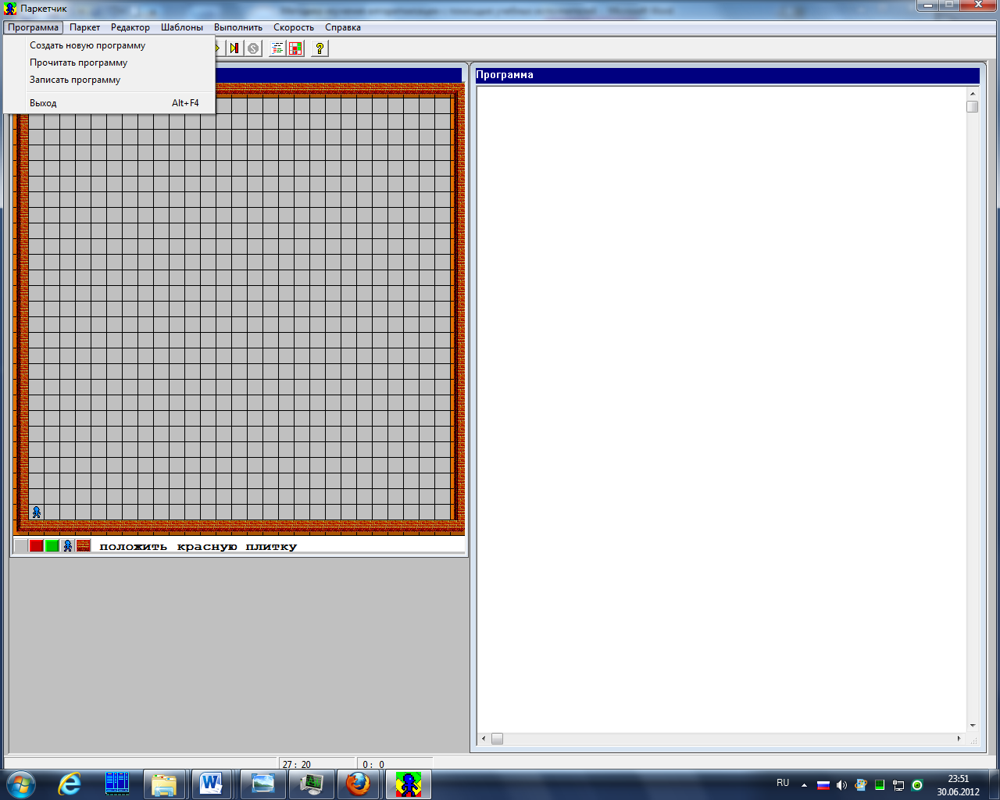 Паркетчик
Программа Паркет Редактор Шаблоны Выполнить Скорость Справка
Создать новую программу
Прочитать программу
Записать программу
Выход Alt+F4
Программа
положить красную плитку
27 : 20 0 : 0
RU
23:51
30.06.2012